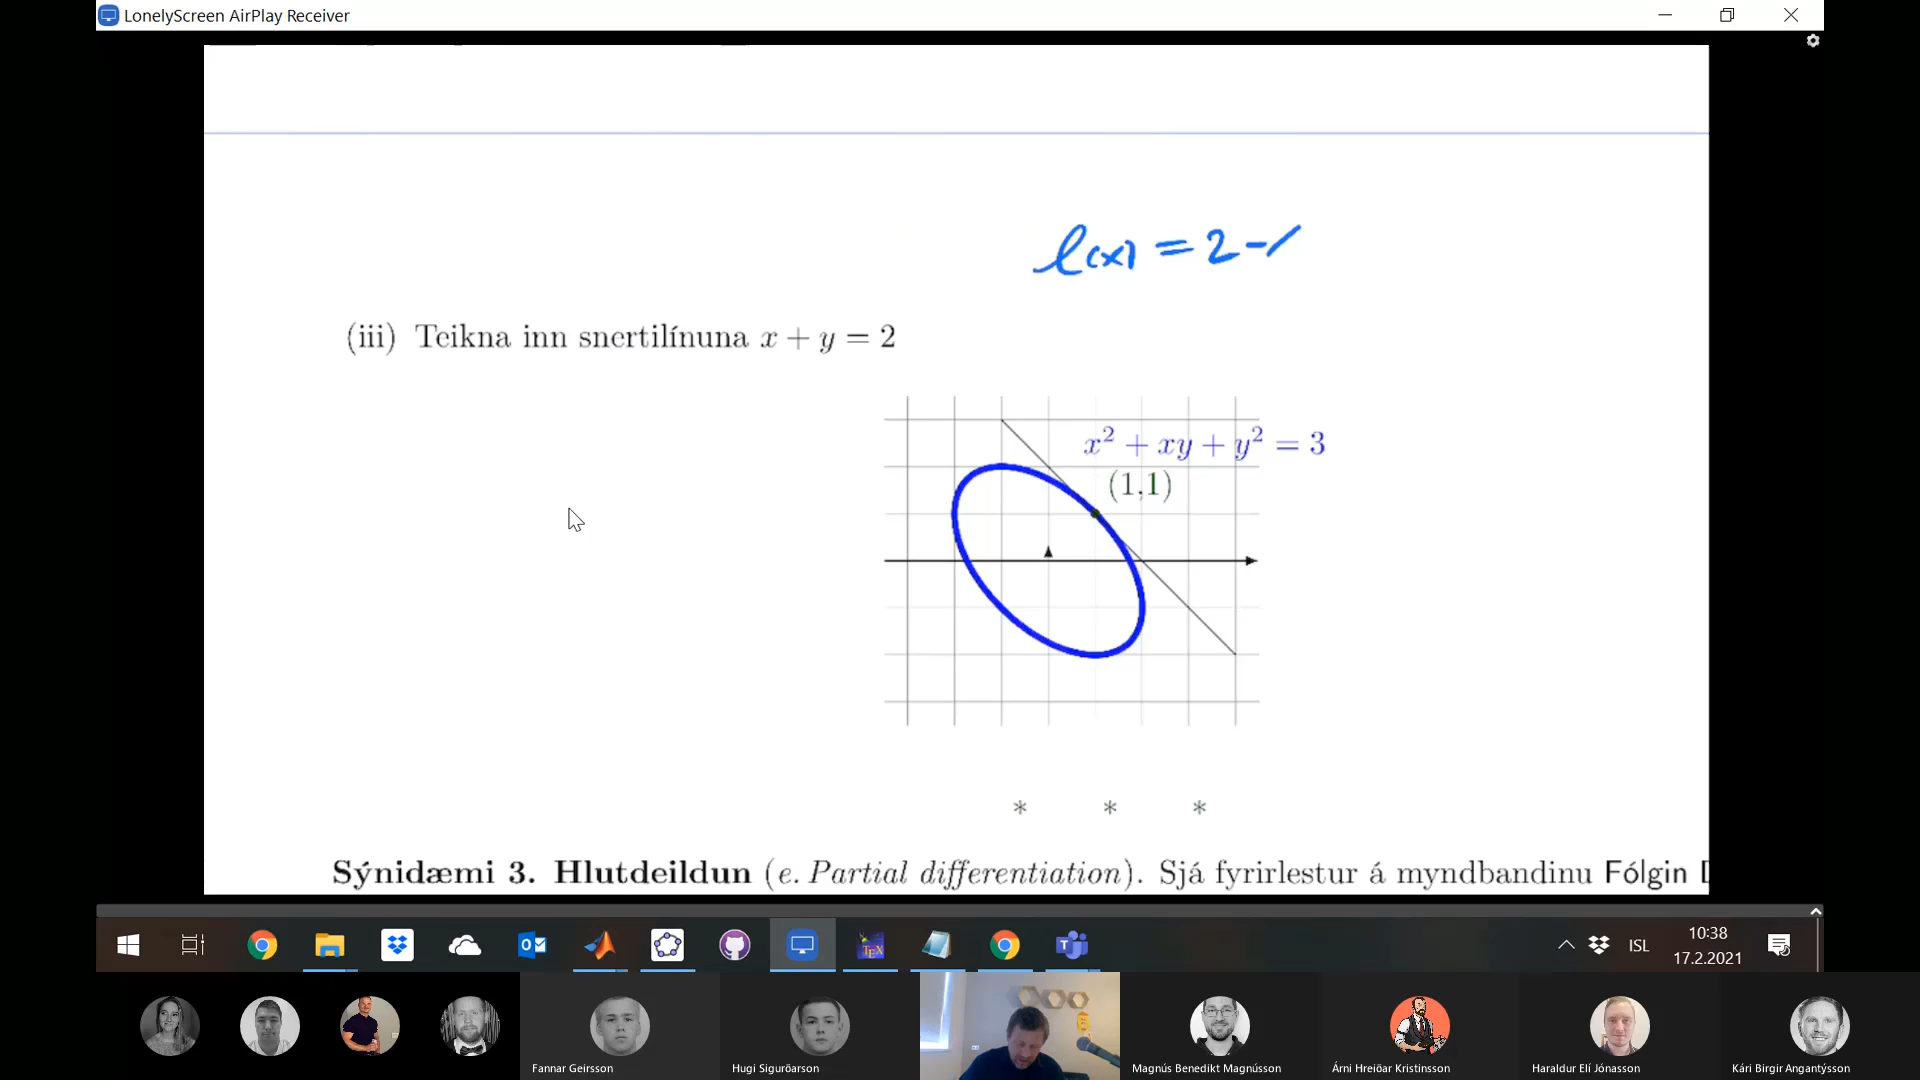 LonelyScreen AirPlay Receiver
l(x) = 2 -
(iii) Teikna inn snertilínuna x + y = 2
x² + xy + y² = 3
(1,1)
* * *
Sýnidæmi 3. Hlutdeildun (e. Partial differentiation). Sjá fyrirlestur á myndbandinu Fólgin
TEX
ISL
10:38
17.2.2021
Fannar Geirsson
Hugi Sigurðarson
Magnús Benedikt Magnússon
Árni Hreiðar Kristinsson
Haraldur Elí Jónasson
Kári Birgir Angantýsson